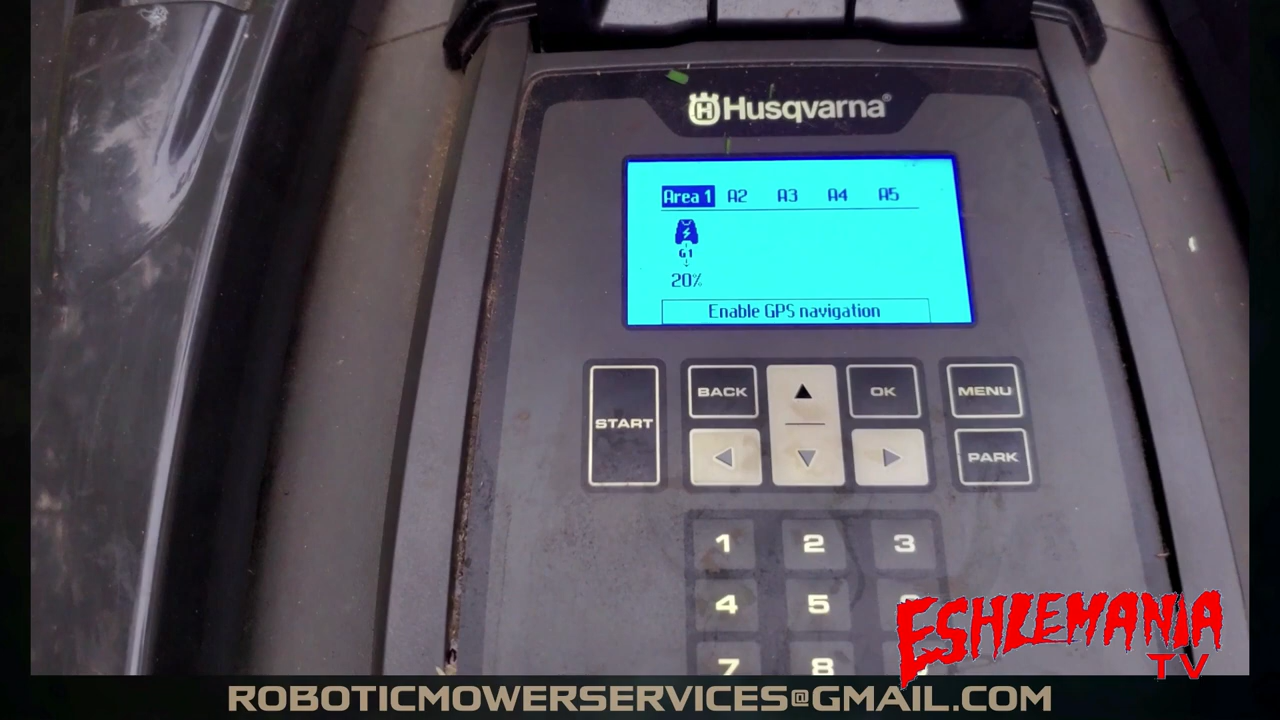 Husqvarna®
Area 1 A2 A3 A4 A5
G1
20%
Enable GPS navigation
START
BACK
OK
MENU
PARK
1 2 3
4 5
7 8
ESHLEMANIA
TV
ROBOTICMOWERSERVICES@GMAIL.COM